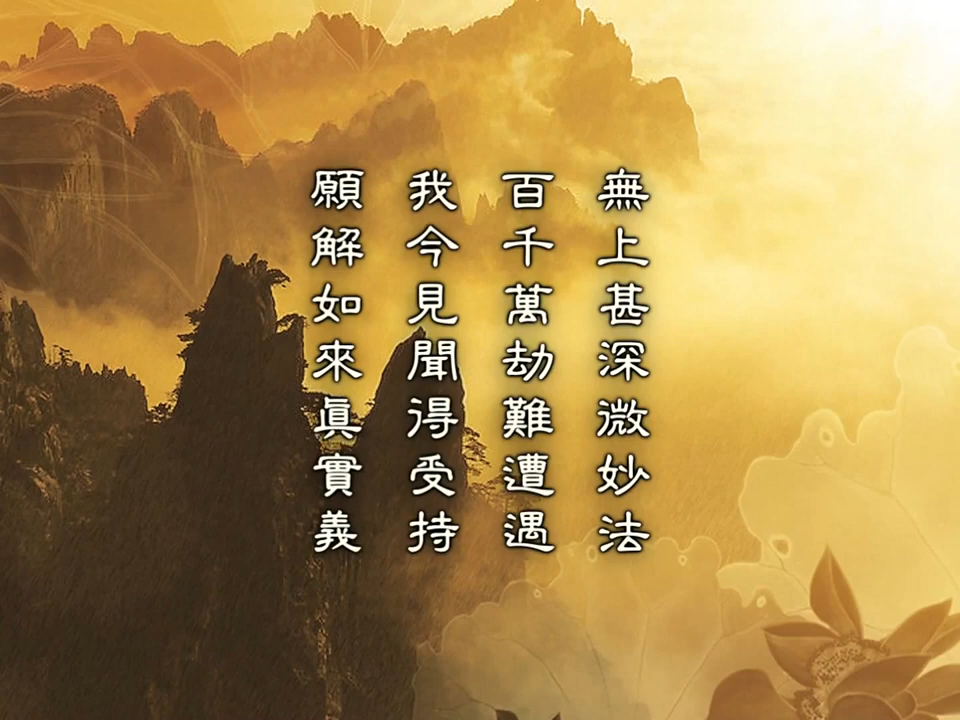 無上甚深微妙法
百千萬劫難遭遇
我今見聞得受持
願解如來眞實義